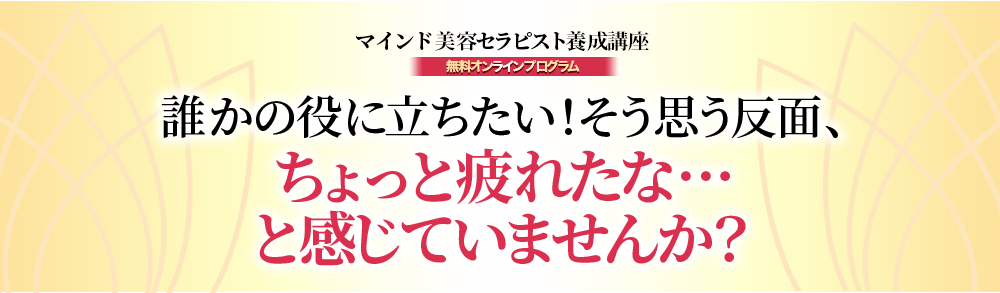 マインド美容セラピスト養成講座
無料オンラインプログラム
誰かの役に立ちたい！そう思う反面、
ちょっと疲れたな…
と感じていませんか？